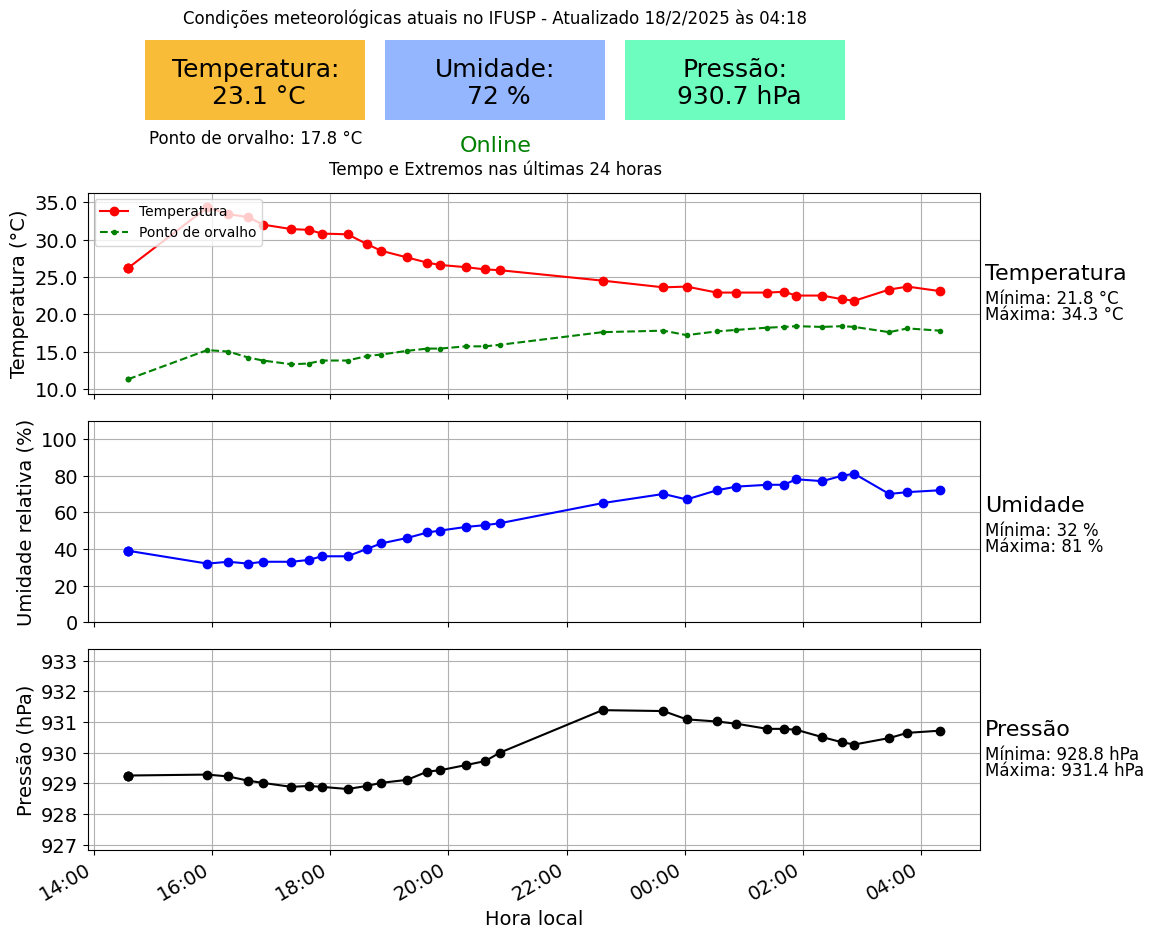 Condições meteorológicas atuais no IFUSP - Atualizado 18/2/2025 às 04:18
Temperatura:
23.1 °C
Umidade:
72 %
Pressão:
930.7 hPa
Ponto de orvalho: 17.8 °C
Online
Tempo e Extremos nas últimas 24 horas
Temperatura (°C)
35.0
30.0
25.0
20.0
15.0
10.0
Temperatura
Ponto de orvalho
Temperatura
Mínima: 21.8 °C
Máxima: 34.3 °C
Umidade relativa (%)
100
80
60
40
20
0
Umidade
Mínima: 32 %
Máxima: 81 %
Pressão (hPa)
933
932
931
930
929
928
927
Pressão
Mínima: 928.8 hPa
Máxima: 931.4 hPa
14:00
16:00
18:00
20:00
22:00
00:00
02:00
04:00
Hora local